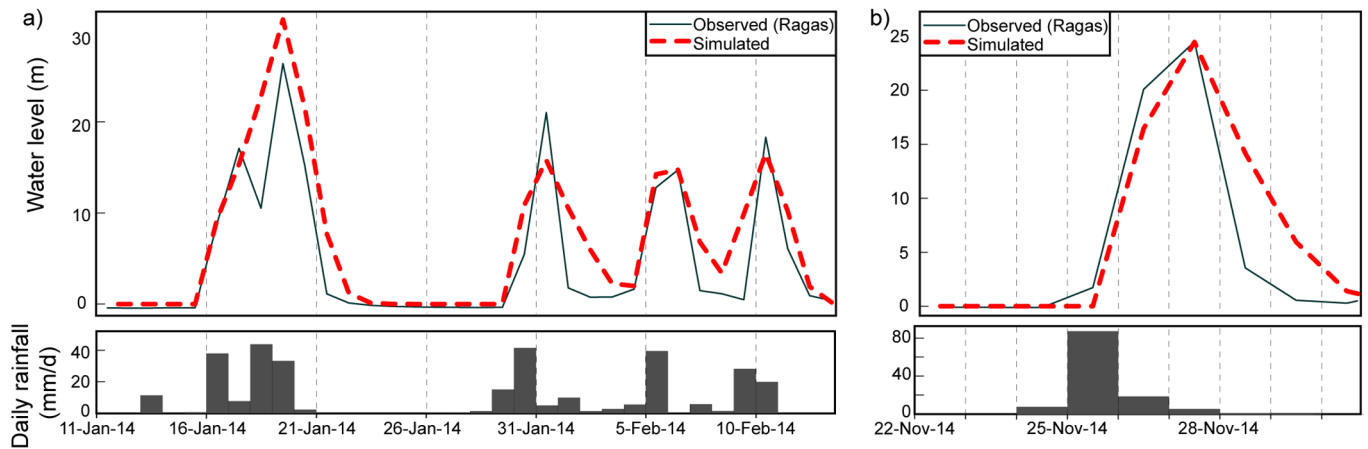 a)
Water level (m)
30
20
10
0
Observed (Ragas)
Simulated
Daily rainfall
(mm/d)
40
20
0
11-Jan-14
16-Jan-14
21-Jan-14
26-Jan-14
31-Jan-14
5-Feb-14
10-Feb-14
b)
25
20
15
10
5
0
Observed (Ragas)
Simulated
80
40
0
22-Nov-14
25-Nov-14
28-Nov-14